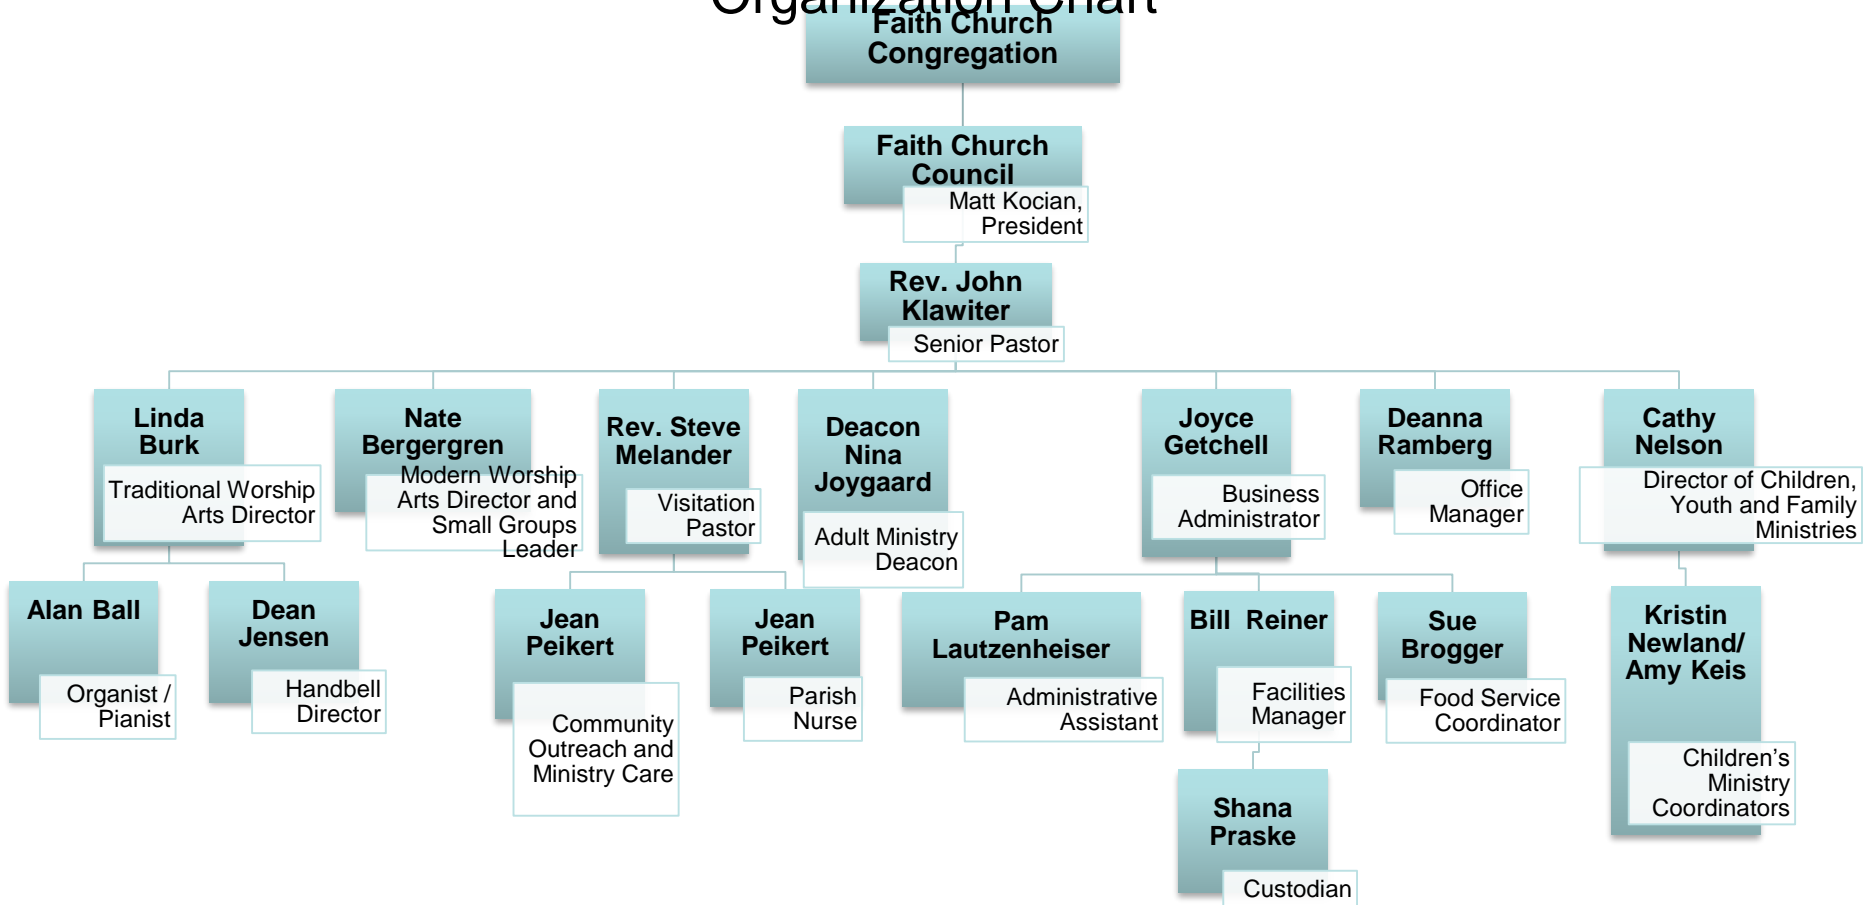 Organization Chart
Faith Church
Congregation
Faith Church
Council
Matt Kocian,
President
Rev. John
Klawiter
Senior Pastor
Linda
Burk
Traditional Worship
Arts Director
Nate
Bergergren
Modern Worship
Arts Director and
Small Groups
Leader
Rev. Steve
Melander
Visitation
Pastor
Deacon
Nina
Joygaard
Adult Ministry
Deacon
Joyce
Getchell
Business
Administrator
Deanna
Ramberg
Office
Manager
Cathy
Nelson
Director of Children,
Youth and Family
Ministries
Alan Ball
Organist /
Pianist
Dean
Jensen
Handbell
Director
Jean
Peikert
Community
Outreach and
Ministry Care
Jean
Peikert
Parish
Nurse
Pam
Lautzenheiser
Administrative
Assistant
Bill Reiner
Facilities
Manager
Sue
Brogger
Food Service
Coordinator
Kristin
Newland/
Amy Keis
Children's
Ministry
Coordinators
Shana
Praske
Custodian